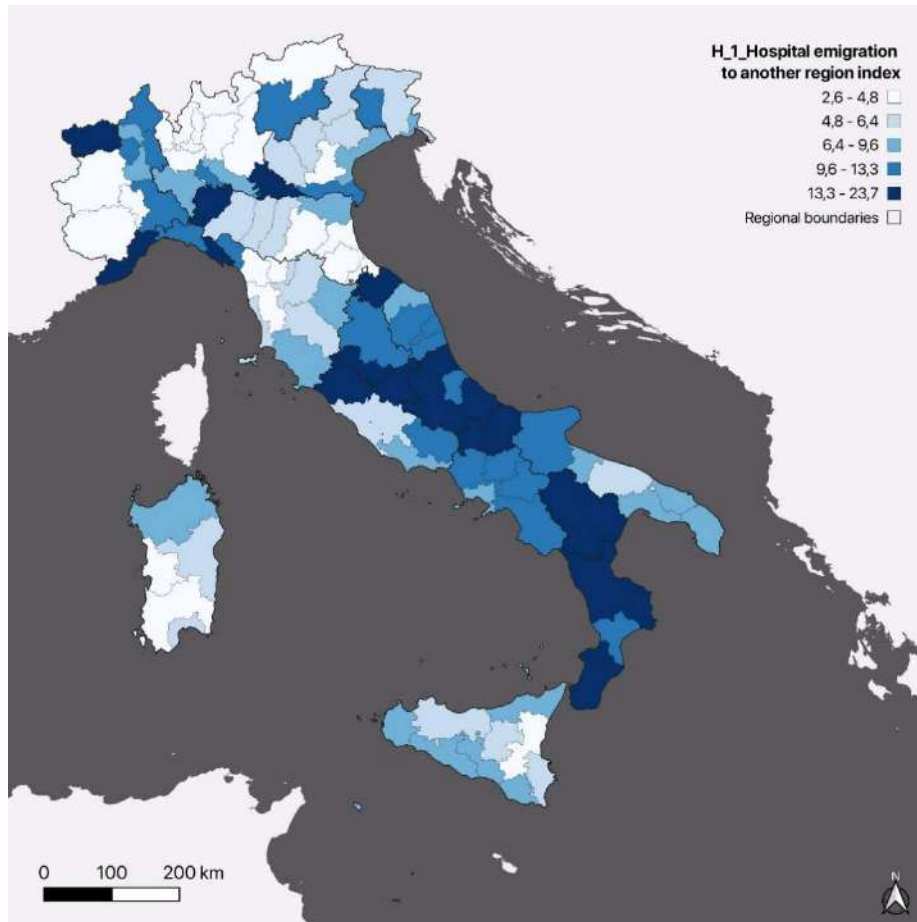 H_1_Hospital emigration
to another region index
2,6 - 4,8
4,8 - 6,4
6,4 - 9,6
9,6 - 13,3
13,3 - 23,7
Regional boundaries
0 100 200 km
N